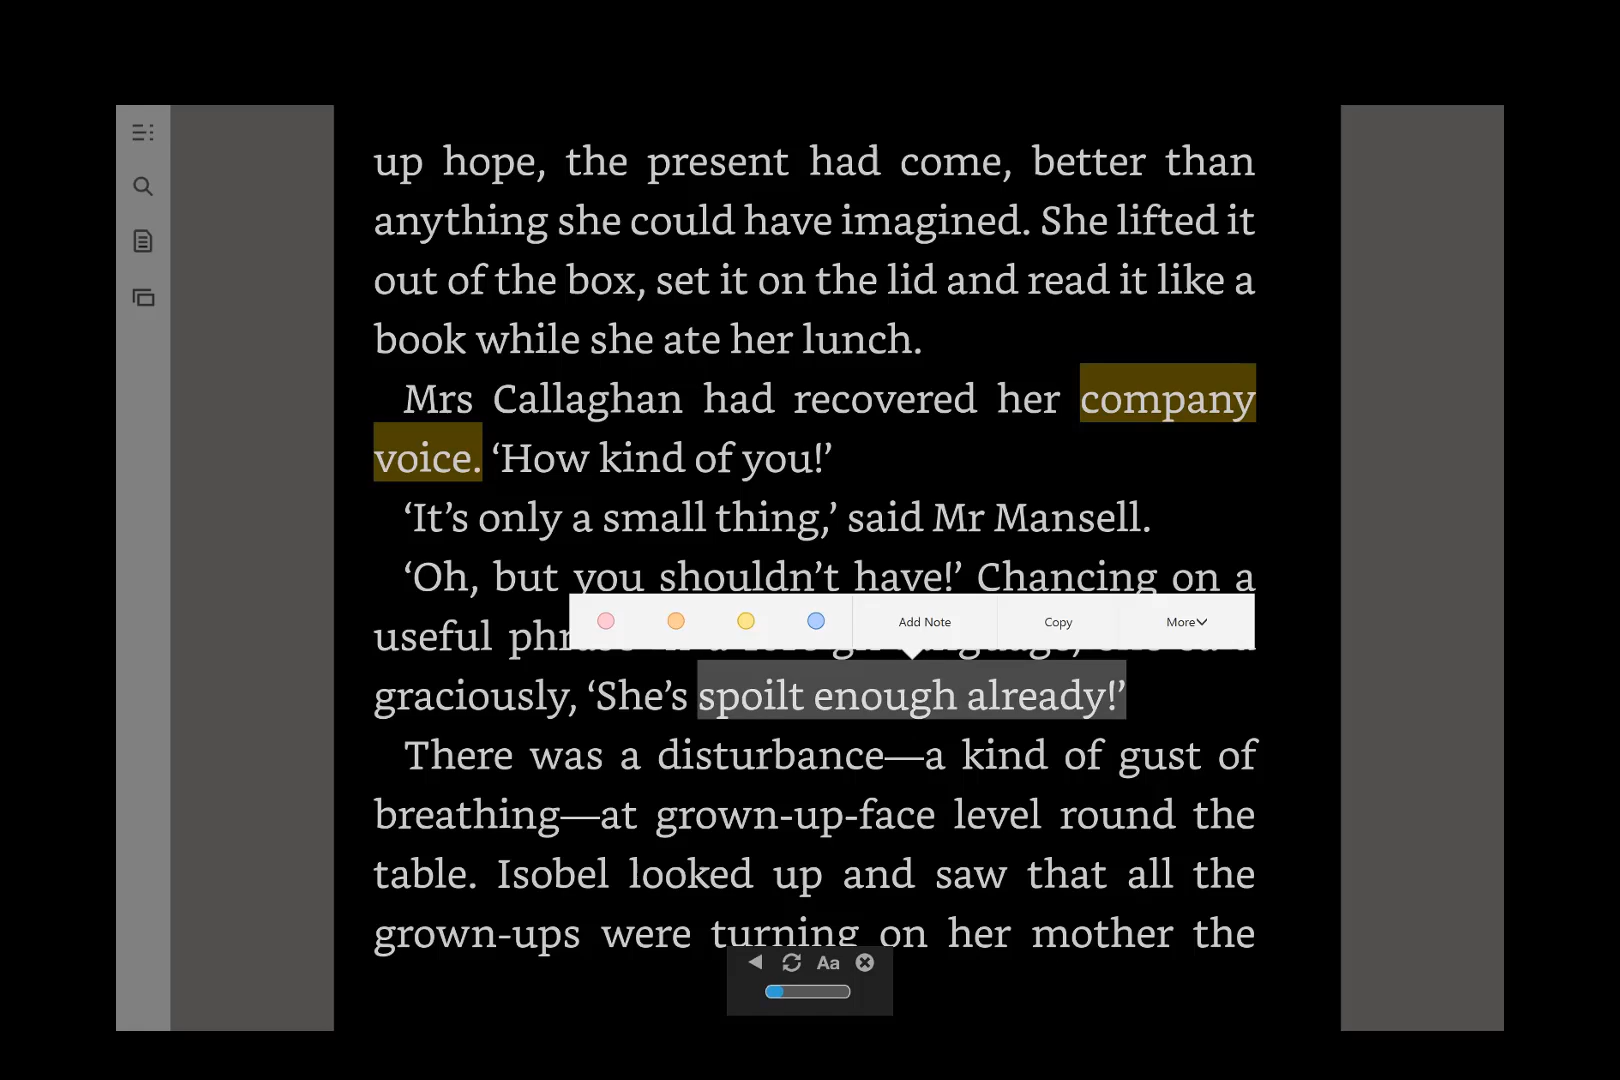 up hope, the present had come, better than
anything she could have imagined. She lifted it
out of the box, set it on the lid and read it like a
book while she ate her lunch.
Mrs Callaghan had recovered her company
voice. ‘How kind of you!’
‘It’s only a small thing,’ said Mr Mansell.
‘Oh, but you shouldn’t have!’ Chancing on a
Add Note Copy More
useful
graciously, ‘She’s spoilt enough already!’
There was a disturbance—a kind of gust of
breathing—at grown-up-face level round the
table. Isobel looked up and saw that all the
grown-ups were turning on her mother the
Aa